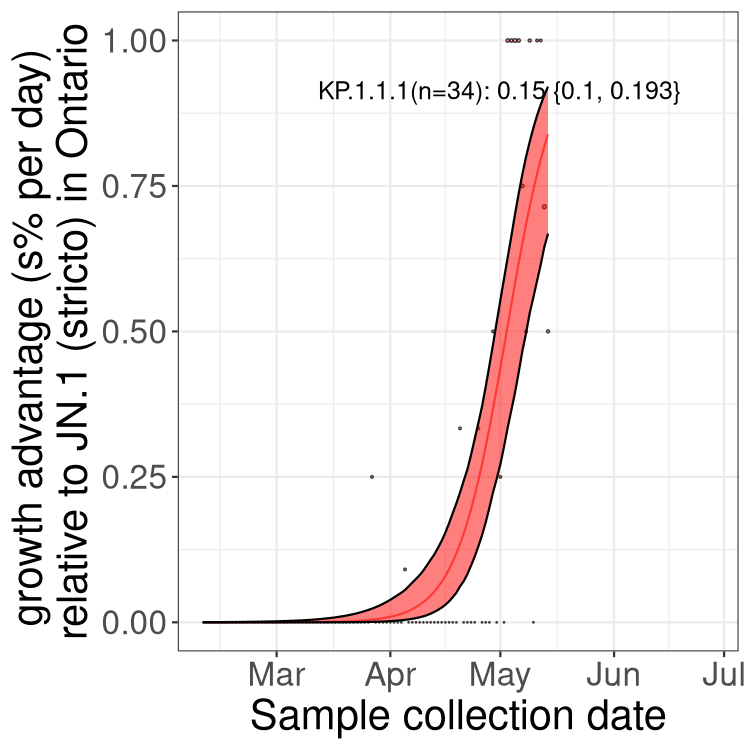 growth advantage (s% per day)
relative to JN.1 (stricto) in Ontario
1.00
0.75
0.50
0.25
0.00
KP.1.1.1(n=34): 0.15 {0.1, 0.193}
Mar Apr May Jun Jul
Sample collection date